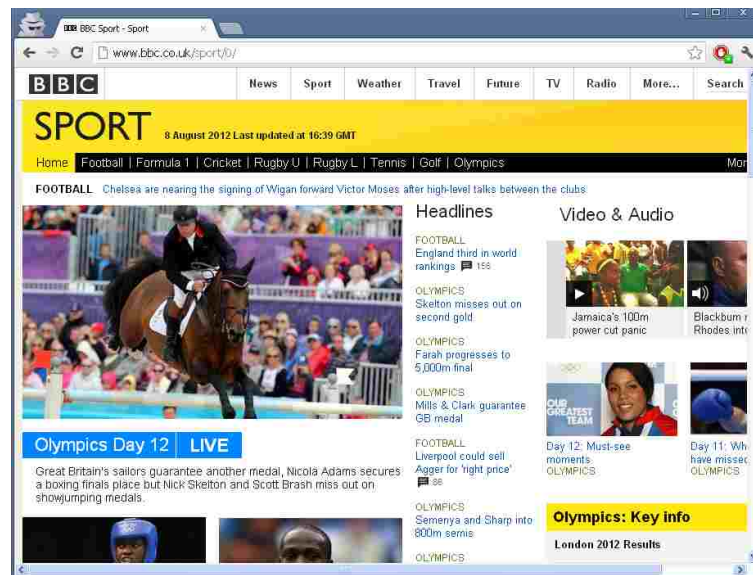 BBC Sport - Sport
www.bbc.co.uk/sport/0/
BBC
News Sport Weather Travel Future TV Radio More... Search
SPORT
8 August 2012 Last updated at 16:39 GMT
Home Football | Formula 1 | Cricket | Rugby U | Rugby L | Tennis | Golf | Olympics Mor
FOOTBALL Chelsea are nearing the signing of Wigan forward Victor Moses after high-level talks between the clubs
Headlines
FOOTBALL
England third in world
rankings 156
OLYMPICS
Skelton misses out on
second gold
OLYMPICS
Farah progresses to
5,000m final
OLYMPICS
Mills & Clark guarantee
GB medal
FOOTBALL
Liverpool could sell
Agger for 'right price'
86
OLYMPICS
Semenya and Sharp into
800m semis
OLYMPICS
Video & Audio
Jamaica's 100m
power cut panic
Blackburn
Rhodes int
OUR
GREATEST
TEAM
Day 12: Must-see
moments
OLYMPICS
Day 11: Wh
have missed
OLYMPICS
Olympics Day 12 LIVE
Great Britain's sailors guarantee another medal, Nicola Adams secures
a boxing finals place but Nick Skelton and Scott Brash miss out on
showjumping medals.
Olympics: Key info
London 2012 Results